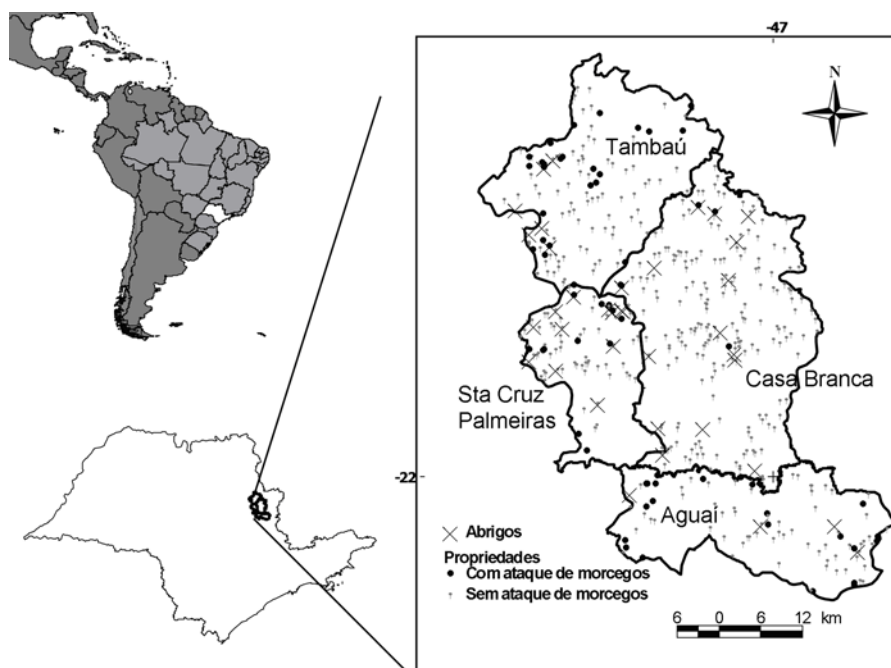 -47
N
Tambaú
Sta Cruz
Palmeiras
Casa Branca
-22
Aguaí
Abrigos
Propriedades
Com ataque de morcegos
Sem ataque de morcegos
6 0 6 12 km